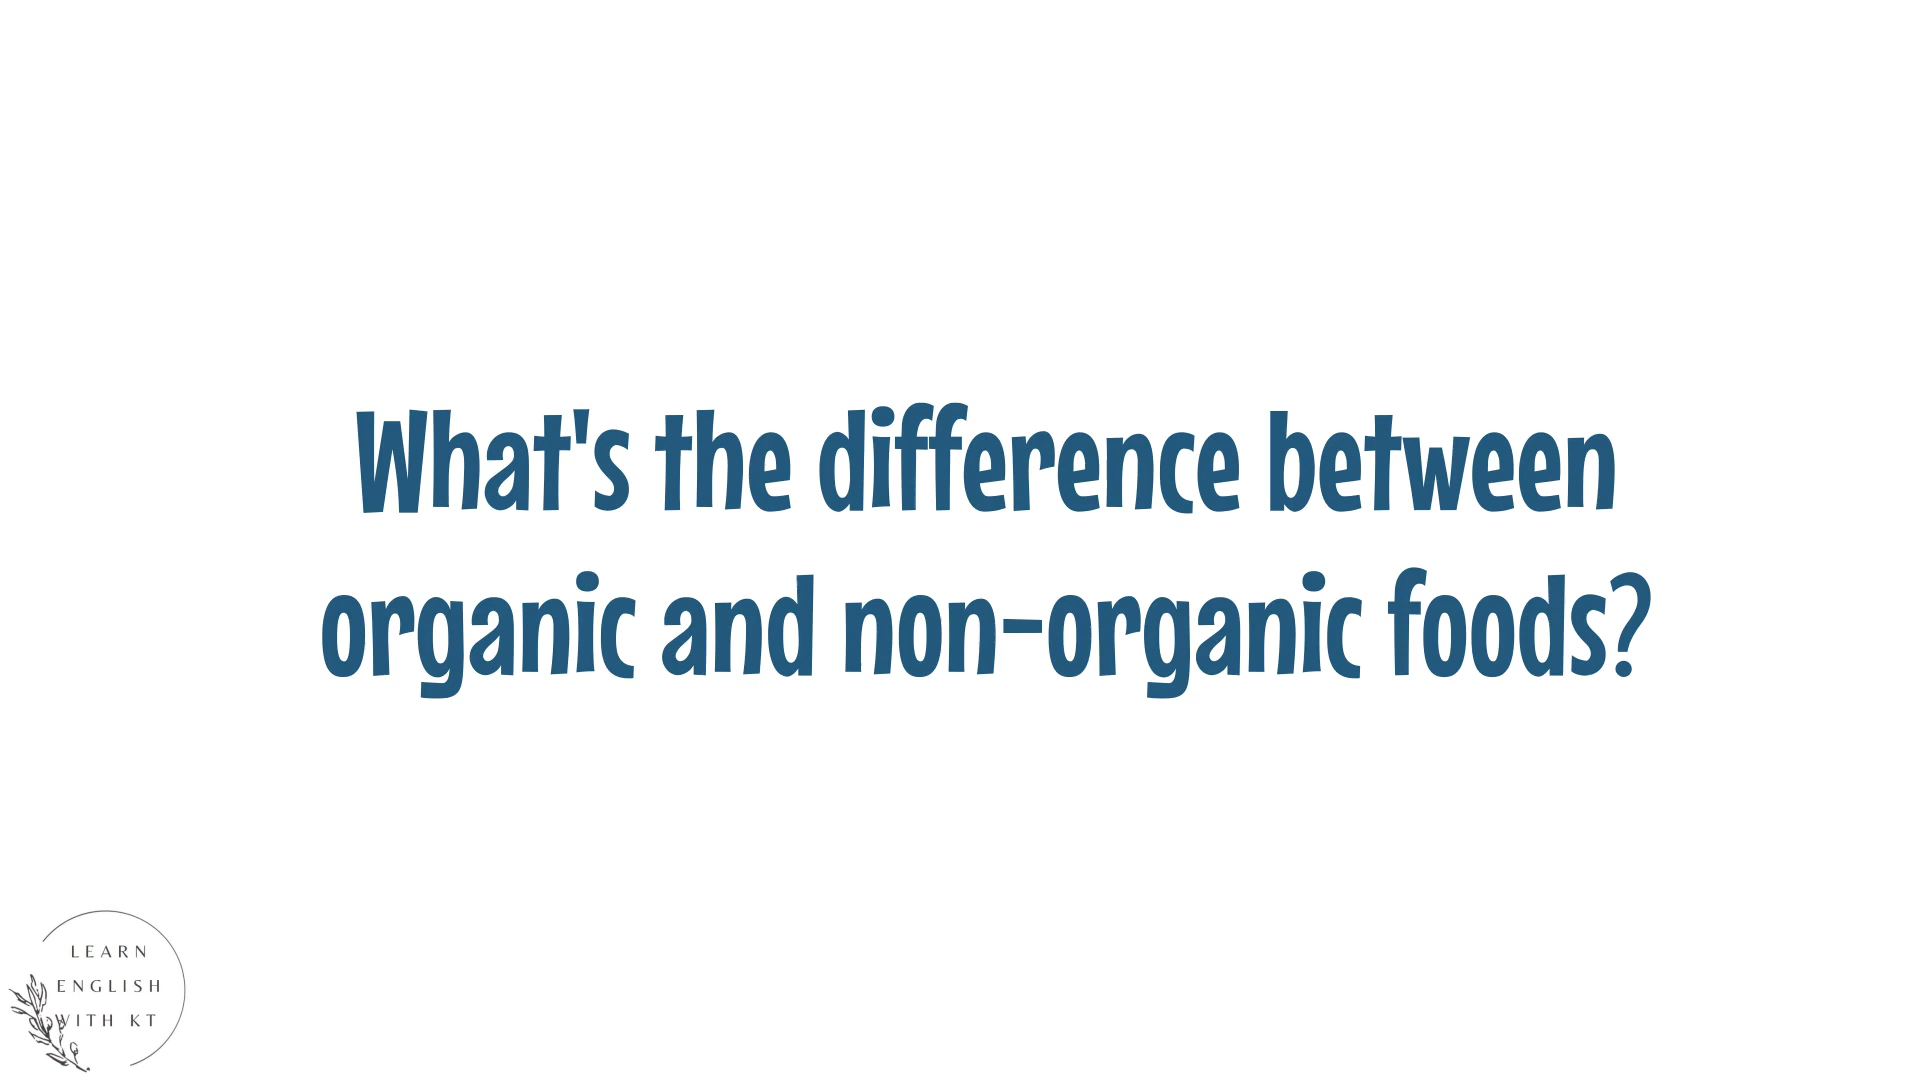 What's the difference between
organic and non-organic foods?
LEARN
ENGLISH
WITH KT